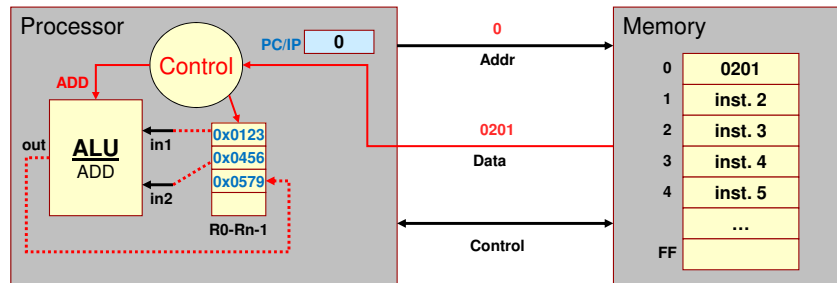 Processor
PC/IP
0
Control
ADD
out
ALU
ADD
in1
in2
0x0123
0x0456
0x0579
R0-Rn-1
0
Addr
0201
Data
Control
Memory
0 0201
1 inst. 2
2 inst. 3
3 inst. 4
4 inst. 5
…
FF